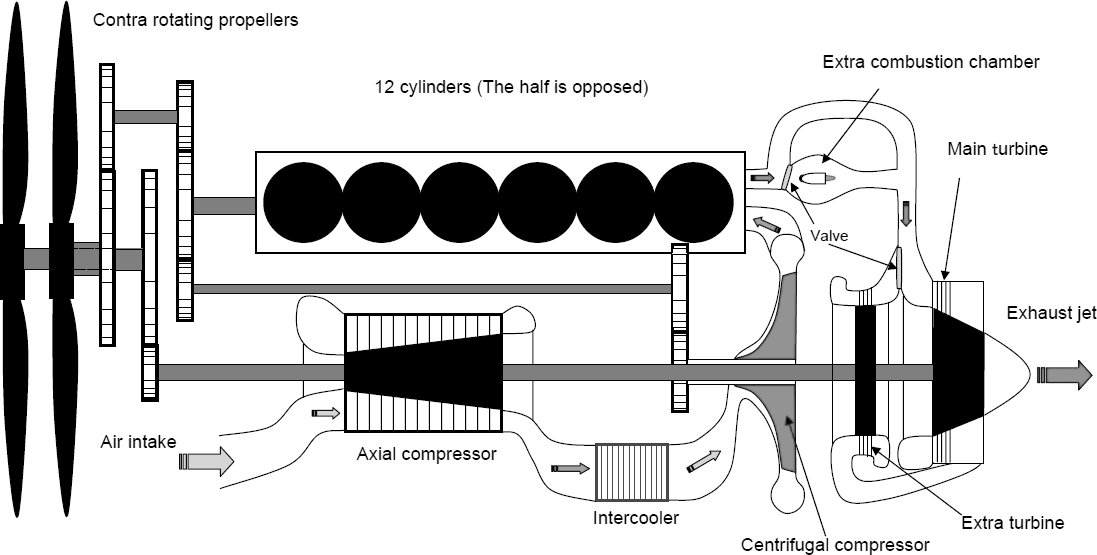 Contra rotating propellers
12 cylinders (The half is opposed)
Extra combustion chamber
Main turbine
Valve
Exhaust jet
Air intake
Axial compressor
Intercooler
Extra turbine
Centrifugal compressor